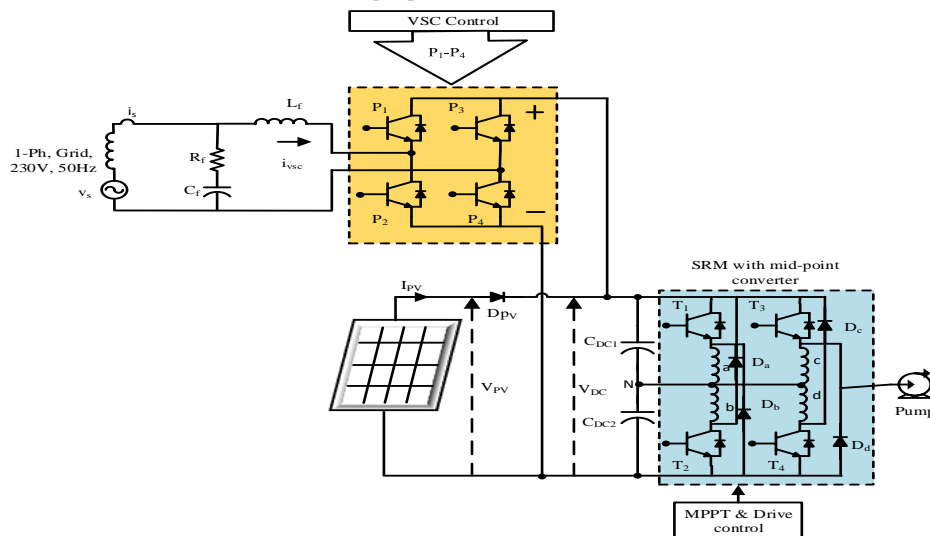 VSC Control
P1-P4
is
Lf
P1
P3
+
1-Ph, Grid,
230V, 50Hz
Rf
ivsc
vs
Cf
P2
P4
−
SRM with mid-point
converter
IPV
DPV
T1
T3
Dc
CDC1
a
Da
c
VPV
VDC
N
b
Db
d
Pump
CDC2
Dd
T2
T4
MPPT & Drive
control